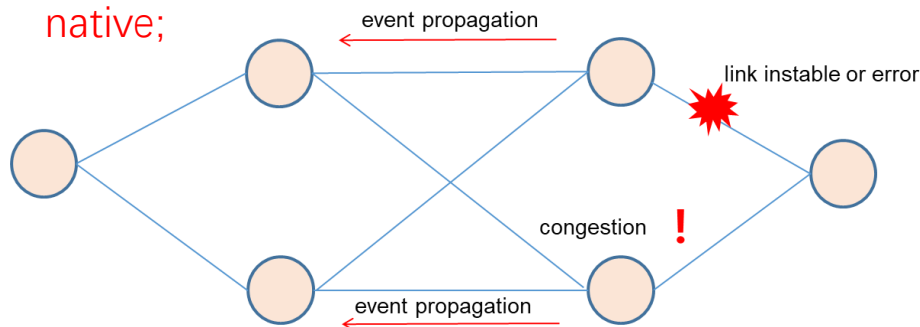 native;
event propagation
link instable or error
congestion !
event propagation